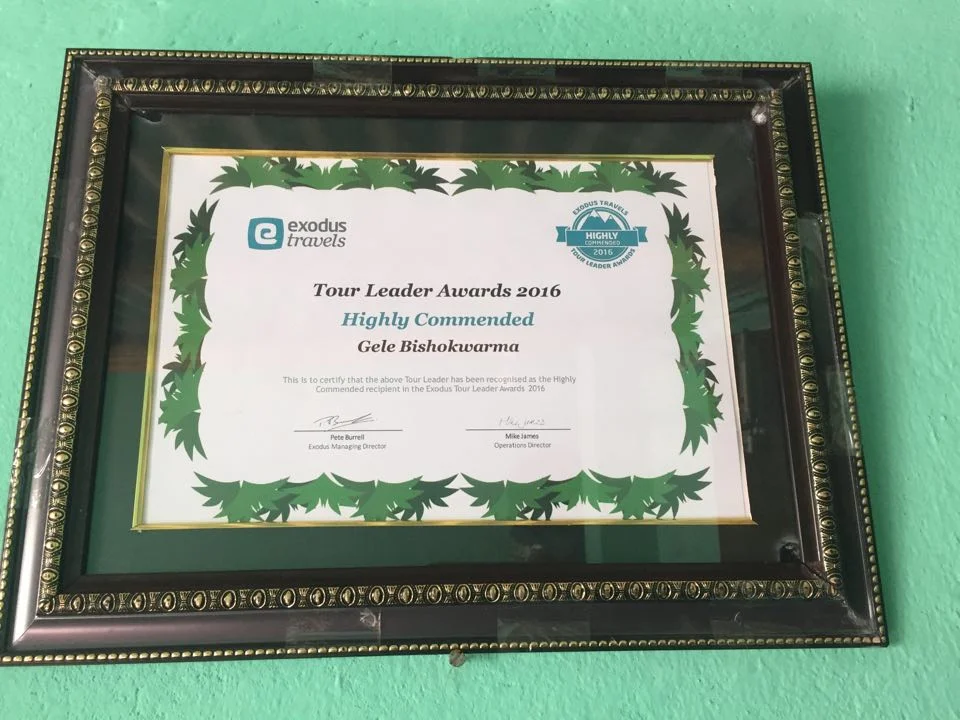 exodus
travels
EXODUS TRAVELS
HIGHLY
COMMENDED
2016
TOUR LEADER AWARDS
Tour Leader Awards 2016
Highly Commended
Gele Bishokwarma
This is to certify that the above Tour Leader has been recognised as the Highly
Commended recipient in the Exodus Tour Leader Awards 2016
Pete Burrell
Exodus Managing Director
Mike James
Operations Director